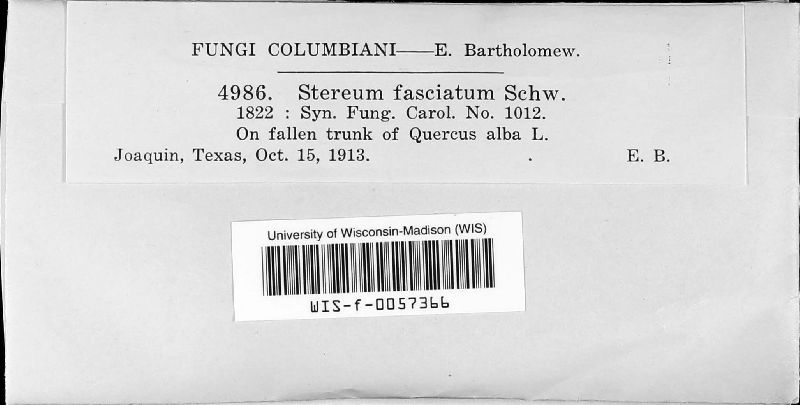 FUNGI COLUMBIANI——E. Bartholomew.
4986. Stereum fasciatum Schw.
1822 : Syn. Fung. Carol. No. 1012.
On fallen trunk of Quercus alba L.
Joaquin, Texas, Oct. 15, 1913. E. B.
University of Wisconsin-Madison (WIS)
WIS-f-0057366